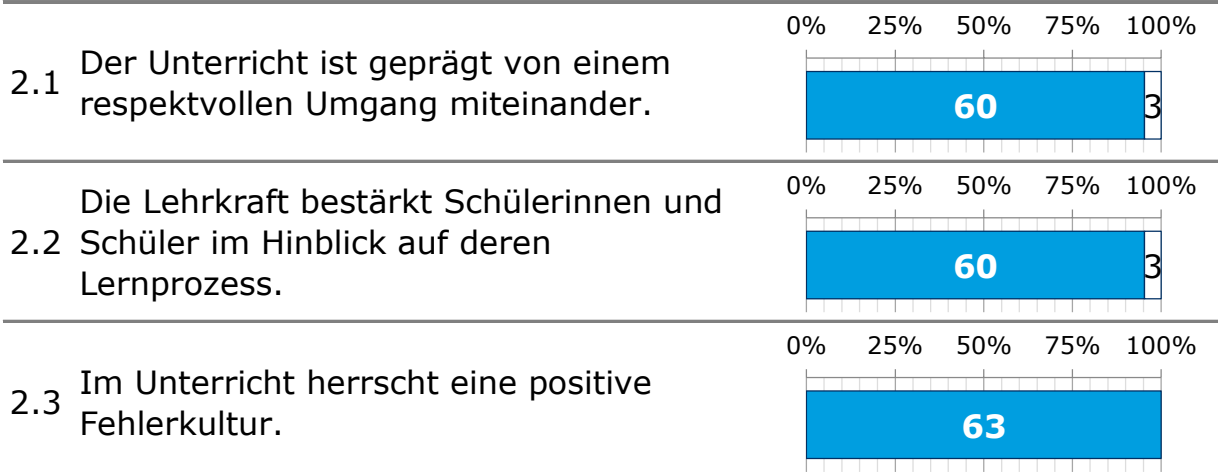 0% 25% 50% 75% 100%
2.1 Der Unterricht ist geprägt von einem
respektvollen Umgang miteinander.
60 3
0% 25% 50% 75% 100%
Die Lehrkraft bestärkt Schülerinnen und
2.2 Schüler im Hinblick auf deren
Lernprozess.
60 3
0% 25% 50% 75% 100%
2.3 Im Unterricht herrscht eine positive
Fehlerkultur.
63